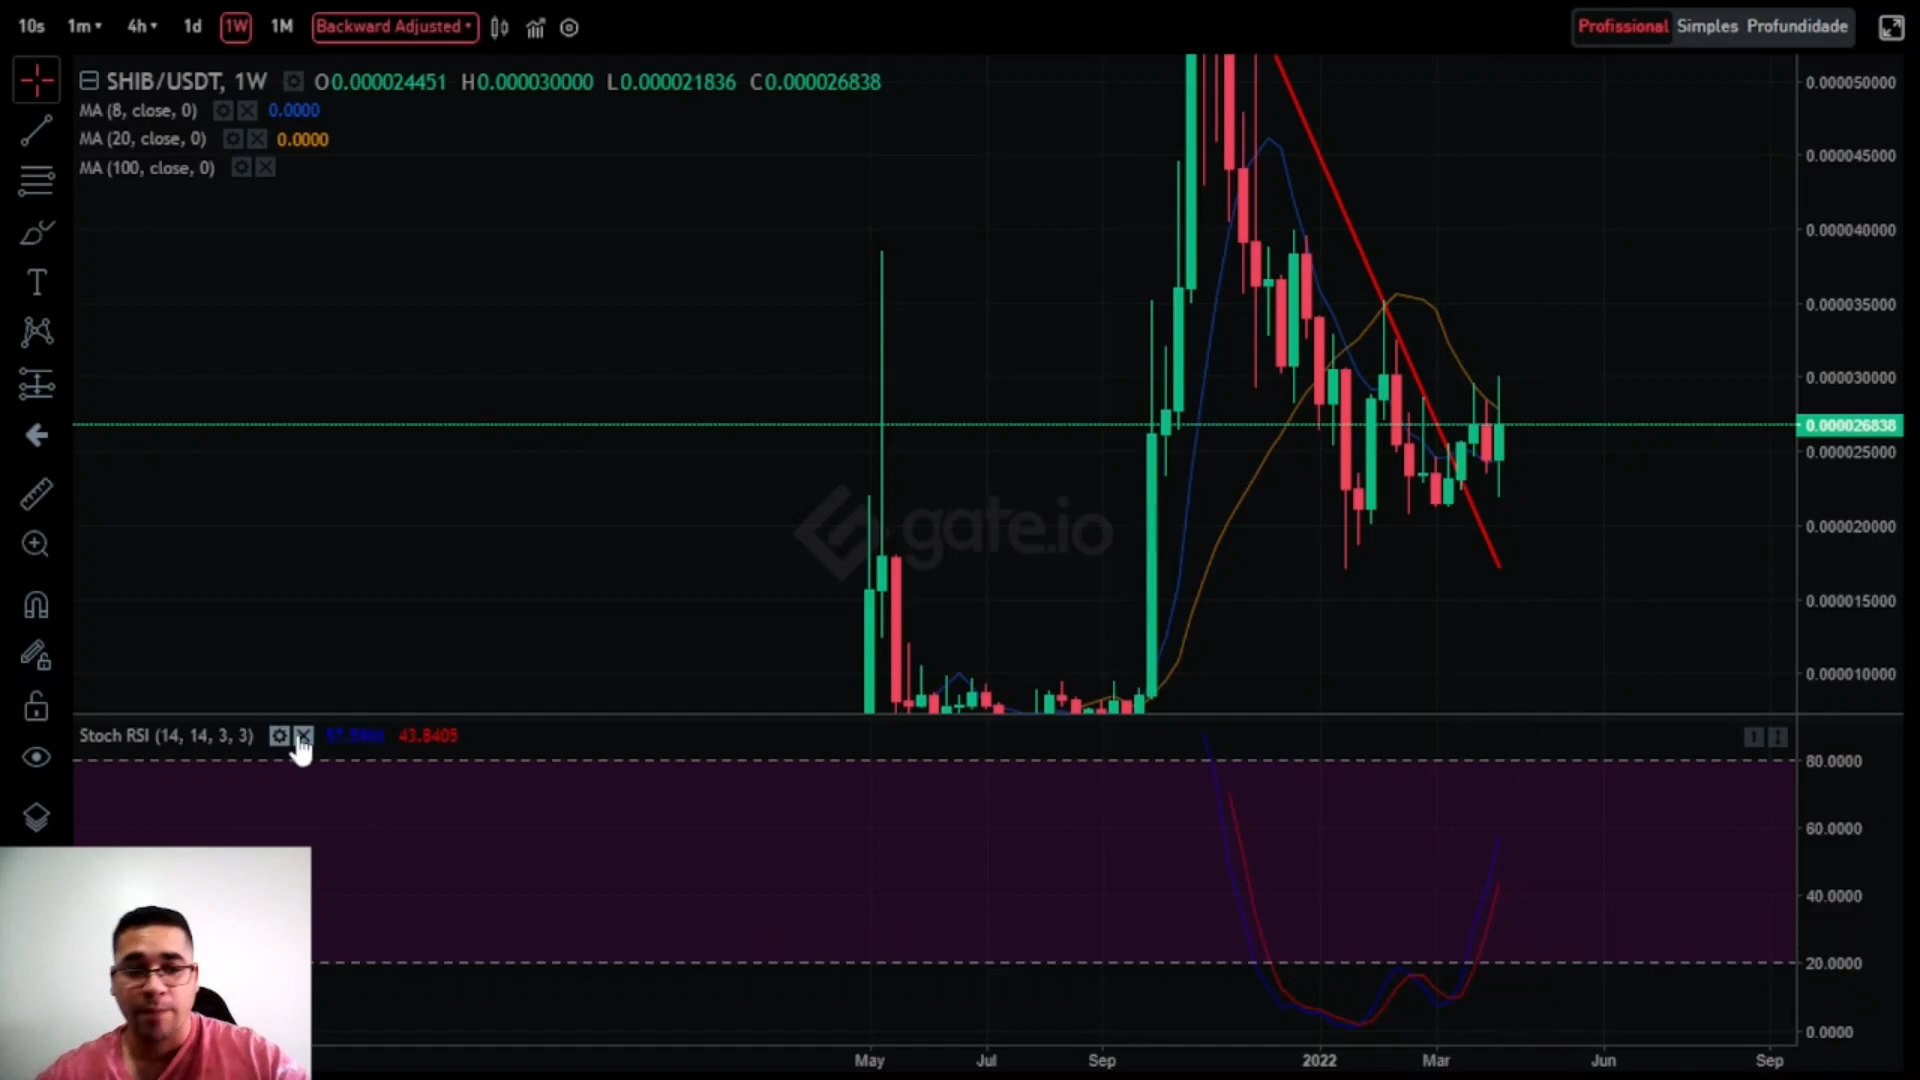 10s 1m 4h 1d 1W 1M Backward Adjusted Profissional Simples Profundidade
SHIB/USDT, 1W O0.000024451 H0.000030000 L0.000021836 C0.000026838
MA (8, close, 0) 0.0000
MA (20, close, 0) 0.0000
MA (100, close, 0)
0.000050000
0.000045000
0.000040000
0.000035000
0.000030000
0.000026838
0.000025000
0.000020000
0.000015000
0.000010000
gate.io
Stoch RSI (14, 14, 3, 3) 43.8405
80.0000
60.0000
40.0000
20.0000
0.0000
May Jul Sep 2022 Mar Jun Sep